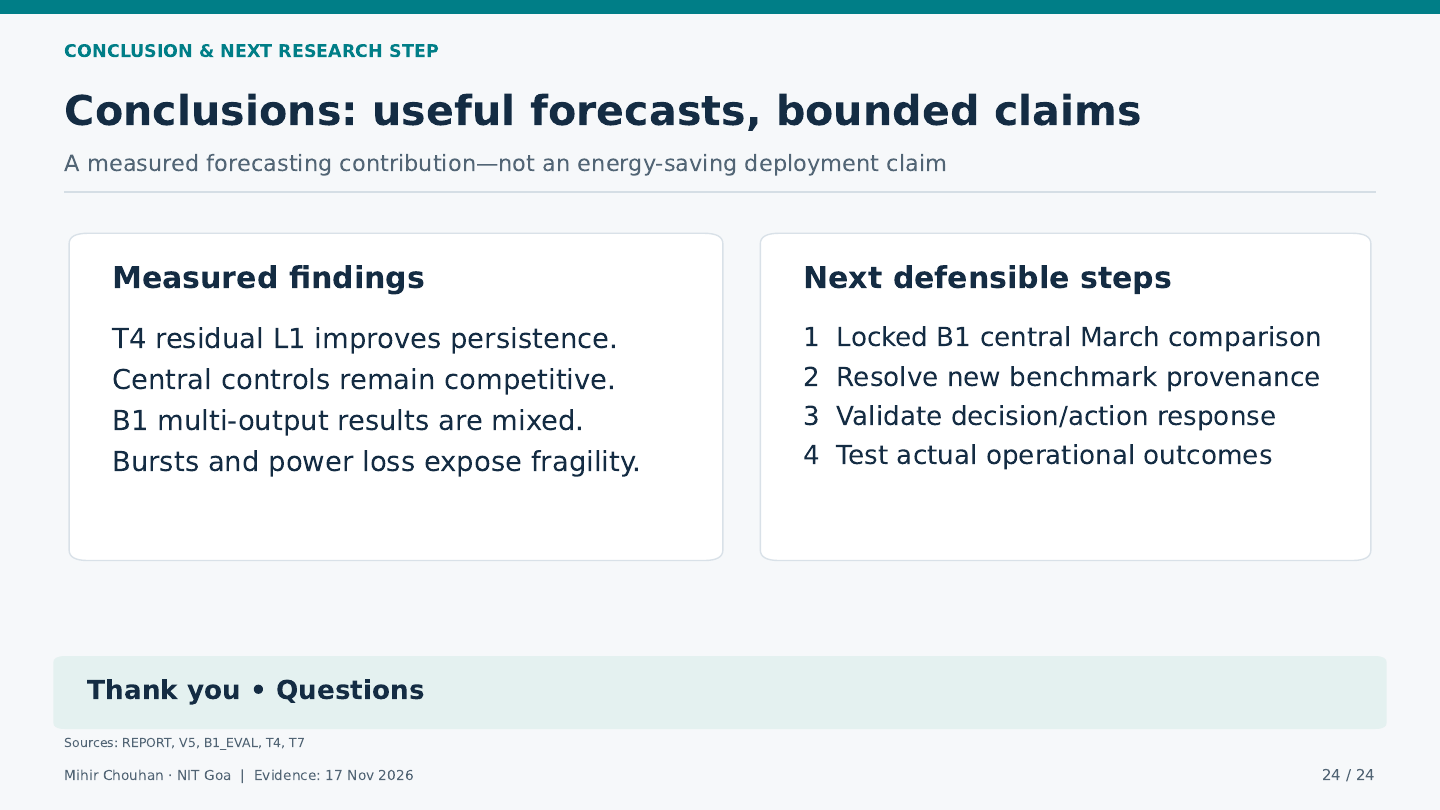 CONCLUSION & NEXT RESEARCH STEP
Conclusions: useful forecasts, bounded claims
A measured forecasting contribution—not an energy-saving deployment claim
Measured findings
T4 residual L1 improves persistence.
Central controls remain competitive.
B1 multi-output results are mixed.
Bursts and power loss expose fragility.
Next defensible steps
1 Locked B1 central March comparison
2 Resolve new benchmark provenance
3 Validate decision/action response
4 Test actual operational outcomes
Thank you • Questions
Sources: REPORT, V5, B1_EVAL, T4, T7
Mihir Chouhan · NIT Goa | Evidence: 17 Nov 2026
24 / 24